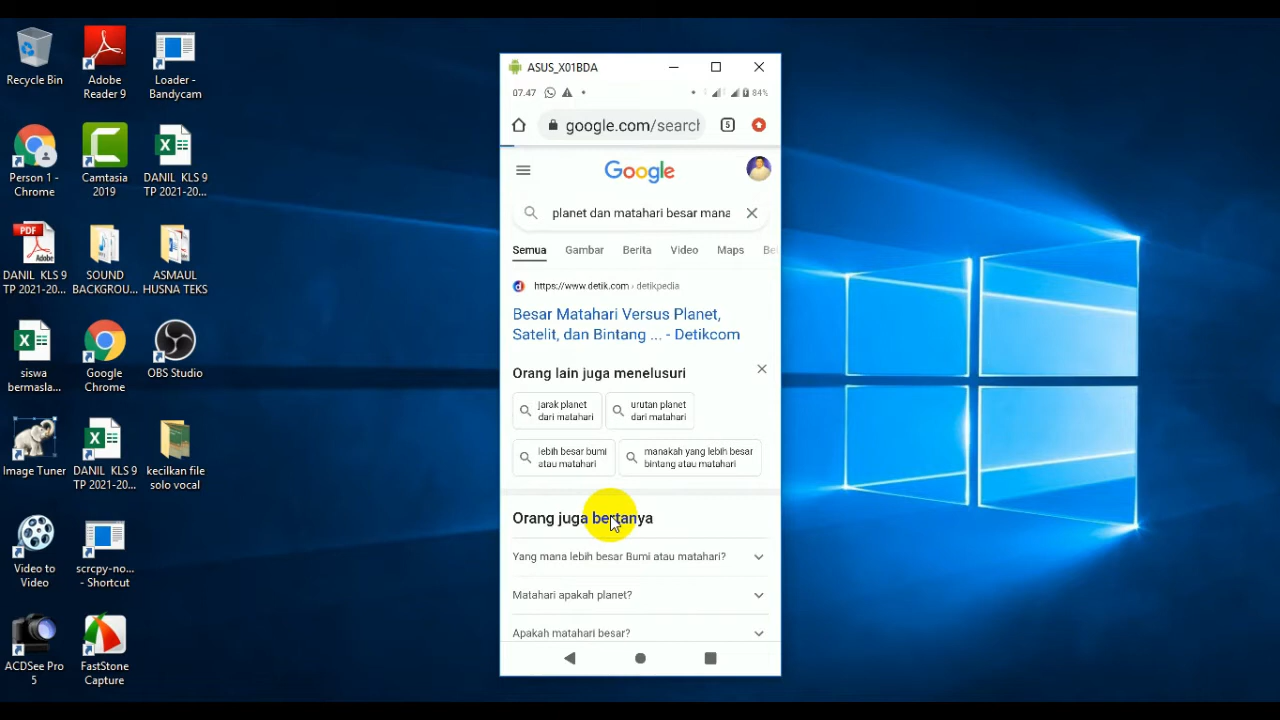 Recycle Bin
Adobe
Reader 9
Loader -
Bandycam
Person 1 -
Chrome
Camtasia
2019
DANIL KLS 9
TP 2021-20...
PDF
Adobe
DANIL KLS 9
TP 2021-20...
SOUND
BACKGROU...
ASMAUL
HUSNA TEKS
siswa
bermasla...
Google
Chrome
OBS Studio
Image Tuner
DANIL KLS 9
TP 2021-20...
kecilkan file
solo vocal
Video to
Video
scrcpy-no...
- Shortcut
ACDSee Pro
5
FastStone
Capture
ASUS_X01BDA
07.47
84%
google.com/search
5
Google
planet dan matahari besar mana
Semua
Gambar
Berita
Video
Maps
Be
https://www.detik.com › detikpedia
Besar Matahari Versus Planet,
Satelit, dan Bintang ... - Detikcom
Orang lain juga menelusuri
jarak planet
dari matahari
urutan planet
dari matahari
lebih besar bumi
atau matahari
manakah yang lebih besar
bintang atau matahari
Orang juga bertanya
Yang mana lebih besar Bumi atau matahari?
Matahari apakah planet?
Apakah matahari besar?